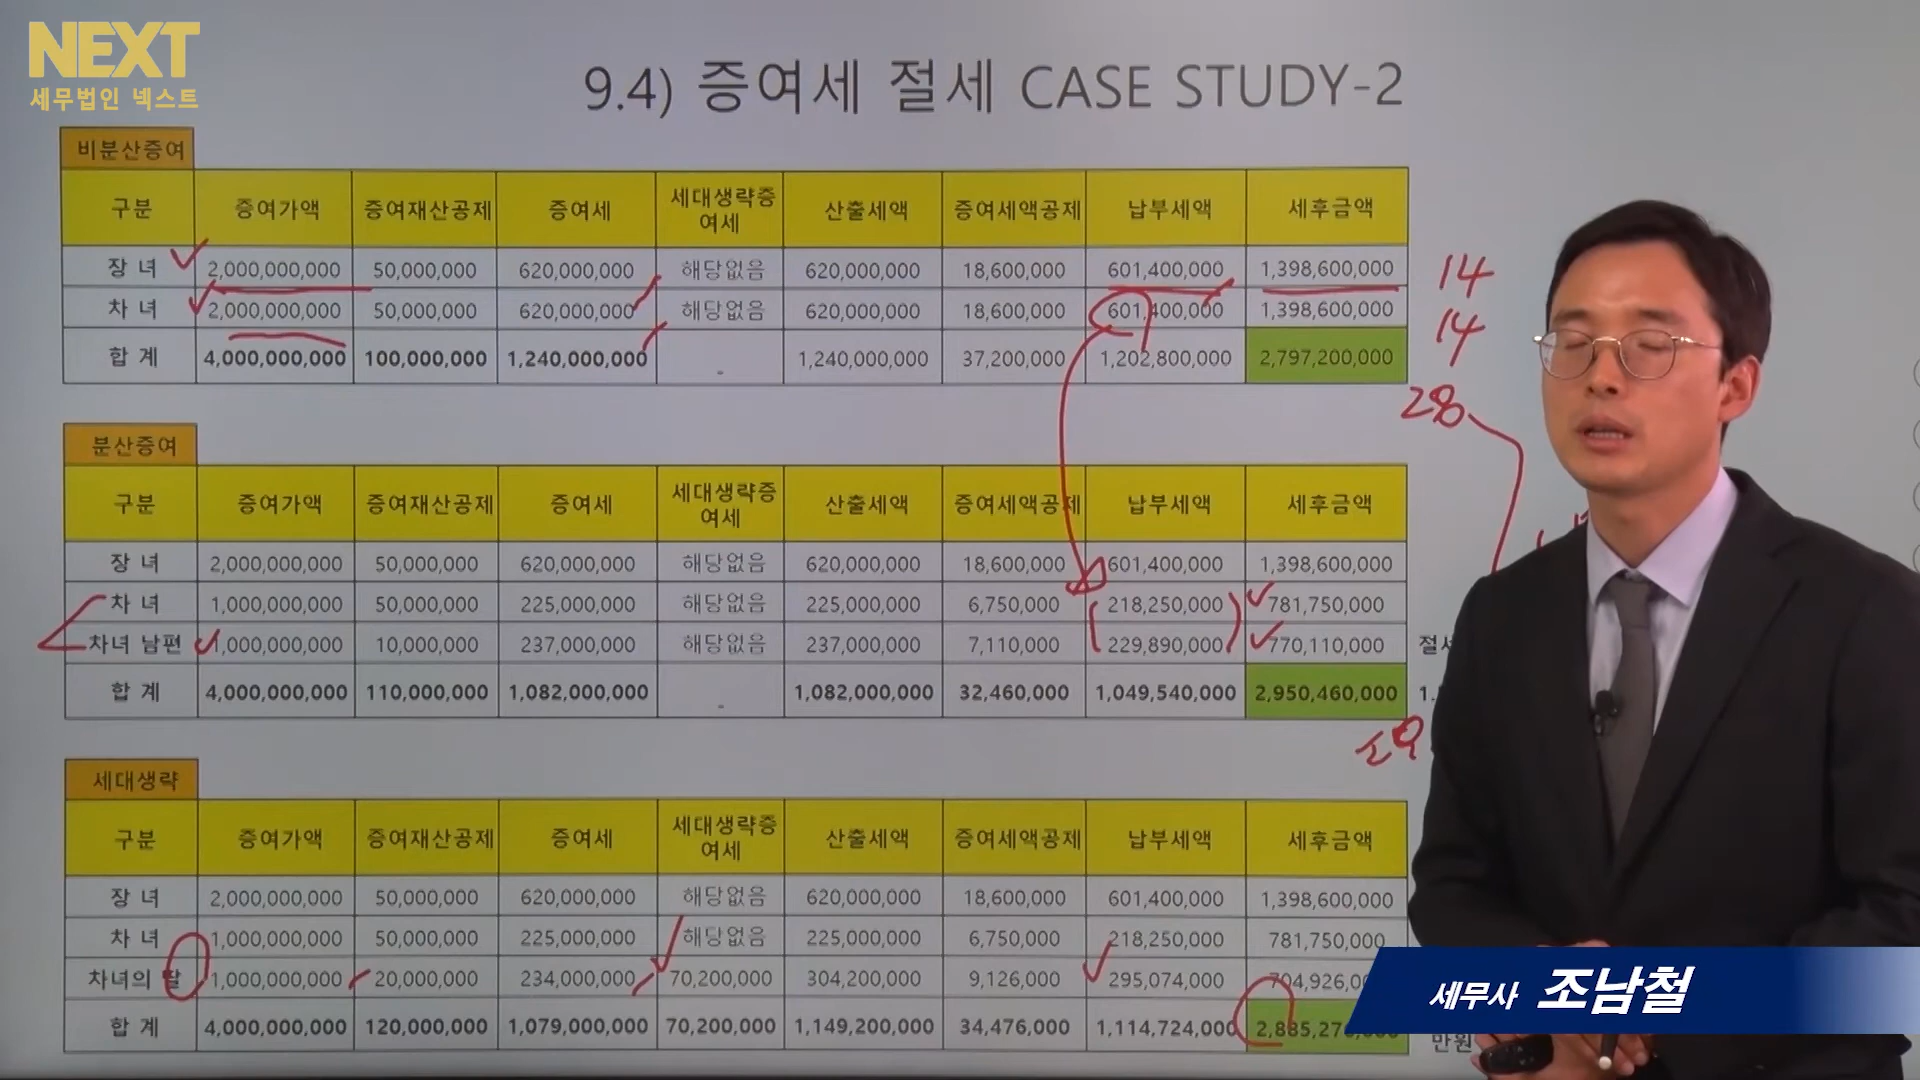 NEXT
세무법인 넥스트
9.4) 증여세 절세 CASE STUDY-2
비분산증여
구분 증여가액 증여재산공제 증여세 세대생략증여세 산출세액 증여세액공제 납부세액 세후금액
장 녀 2,000,000,000 50,000,000 620,000,000 해당없음 620,000,000 18,600,000 601,400,000 1,398,600,000
차 녀 2,000,000,000 50,000,000 620,000,000 해당없음 620,000,000 18,600,000 601,400,000 1,398,600,000
합 계 4,000,000,000 100,000,000 1,240,000,000 - 1,240,000,000 37,200,000 1,202,800,000 2,797,200,000
14
14
28
분산증여
구분 증여가액 증여재산공제 증여세 세대생략증여세 산출세액 증여세액공제 납부세액 세후금액
장 녀 2,000,000,000 50,000,000 620,000,000 해당없음 620,000,000 18,600,000 601,400,000 1,398,600,000
차 녀 1,000,000,000 50,000,000 225,000,000 해당없음 225,000,000 6,750,000 218,250,000 781,750,000
차녀 남편 1,000,000,000 10,000,000 237,000,000 해당없음 237,000,000 7,110,000 229,890,000 770,110,000
합 계 4,000,000,000 110,000,000 1,082,000,000 - 1,082,000,000 32,460,000 1,049,540,000 2,950,460,000
세대생략
구분 증여가액 증여재산공제 증여세 세대생략증여세 산출세액 증여세액공제 납부세액 세후금액
장 녀 2,000,000,000 50,000,000 620,000,000 해당없음 620,000,000 18,600,000 601,400,000 1,398,600,000
차 녀 1,000,000,000 50,000,000 225,000,000 해당없음 225,000,000 6,750,000 218,250,000 781,750,000
차녀의 딸 1,000,000,000 20,000,000 234,000,000 70,200,000 304,200,000 9,126,000 295,074,000 704,926,0
합 계 4,000,000,000 120,000,000 1,079,000,000 70,200,000 1,149,200,000 34,476,000 1,114,724,000 2,885,27
만원
세무사 조남철